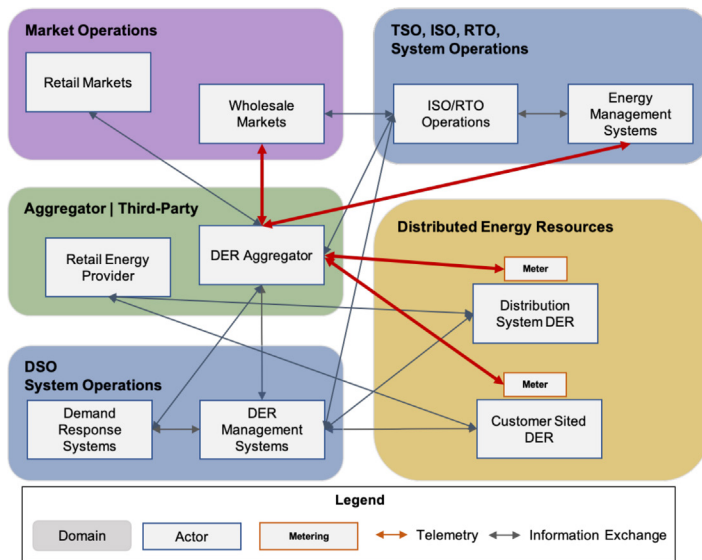 Market Operations
Retail Markets
Wholesale
Markets
TSO, ISO, RTO,
System Operations
ISO/RTO
Operations
Energy
Management
Systems
Aggregator | Third-Party
Retail Energy
Provider
DER Aggregator
Distributed Energy Resources
Meter
Distribution
System DER
Meter
Customer Sited
DER
DSO
System Operations
Demand
Response
Systems
DER
Management
Systems
Legend
Domain
Actor
Metering
Telemetry
Information Exchange